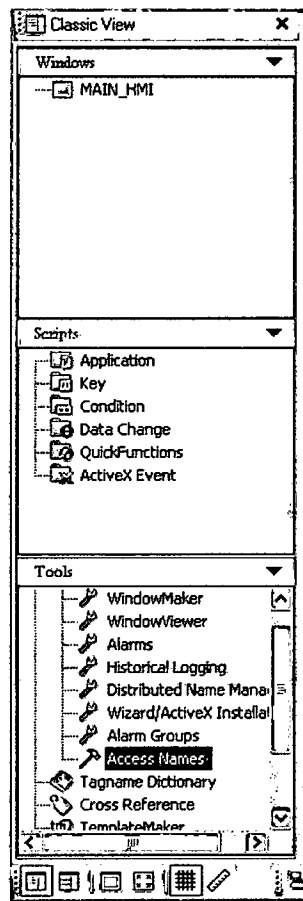 Classic View
Windows
MAIN_HMI
Scripts
Application
Key
Condition
Data Change
QuickFunctions
ActiveX Event
Tools
WindowMaker
WindowViewer
Alarms
Historical Logging
Distributed Name Mana
Wizard/ActiveX Installat
Alarm Groups
Access Names
Tagname Dictionary
Cross Reference
TemplateMaker